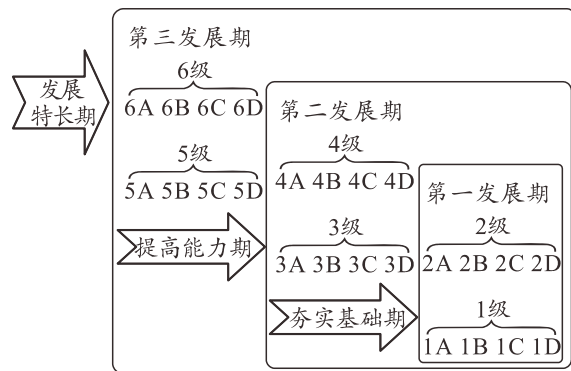 第三发展期
6级
6A 6B 6C 6D
5级
5A 5B 5C 5D
发展
特长期
提高能力期
第二发展期
4级
4A 4B 4C 4D
3级
3A 3B 3C 3D
夯实基础期
第一发展期
2级
2A 2B 2C 2D
1级
1A 1B 1C 1D